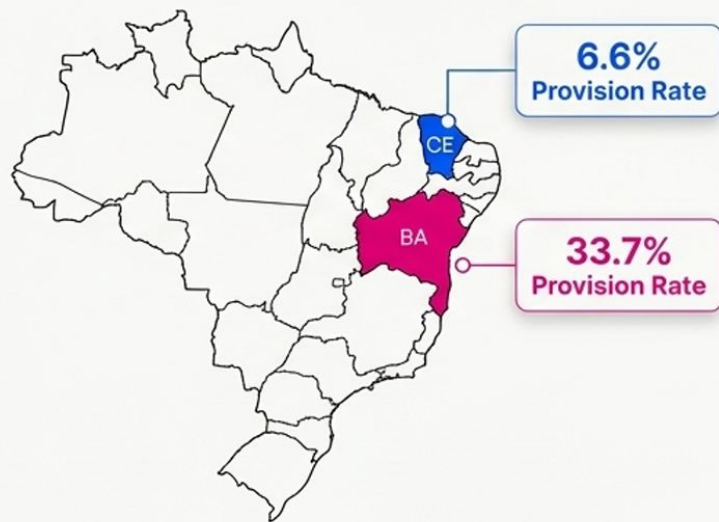 6.6%
Provision Rate
CE
BA
33.7%
Provision Rate